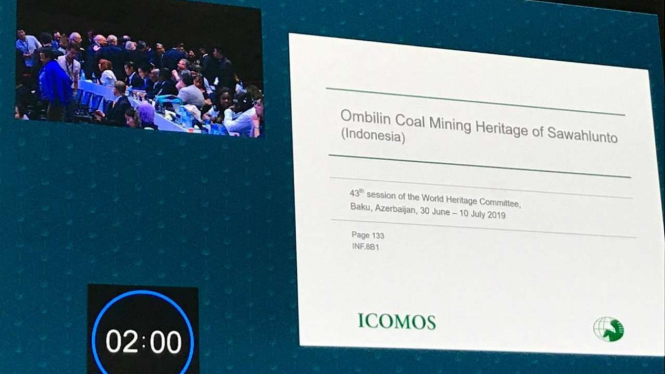 Ombilin Coal Mining Heritage of Sawahlunto
(Indonesia)
43th session of the World Heritage Committee,
Baku, Azerbaijan, 30 June – 10 July 2019
Page 133
INF.8B1
ICOMOS
02:00